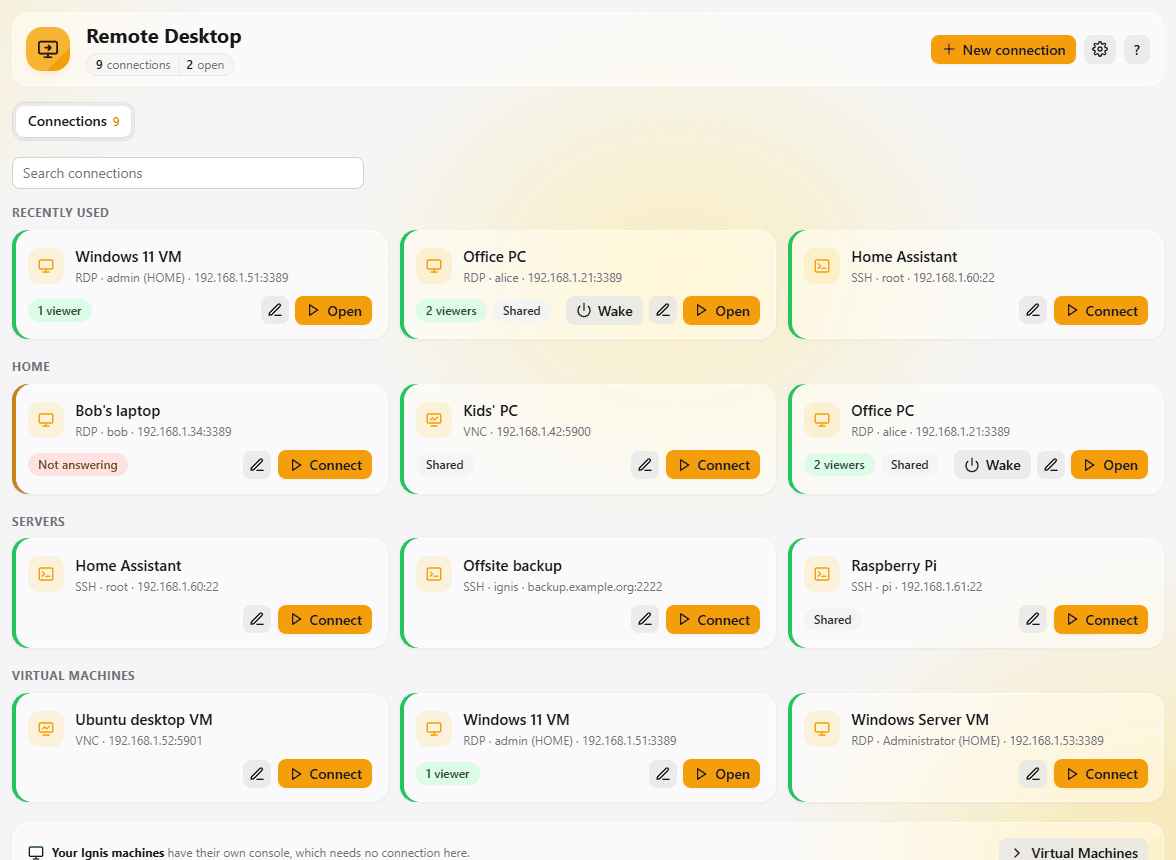 Remote Desktop
9 connections 2 open
New connection
?
Connections 9
Search connections
RECENTLY USED
Windows 11 VM
RDP · admin (HOME) · 192.168.1.51:3389
1 viewer
Open
Office PC
RDP · alice · 192.168.1.21:3389
2 viewers Shared Wake Open
Home Assistant
SSH · root · 192.168.1.60:22
Connect
HOME
Bob's laptop
RDP · bob · 192.168.1.34:3389
Not answering Connect
Kids' PC
VNC · 192.168.1.42:5900
Shared Connect
Office PC
RDP · alice · 192.168.1.21:3389
2 viewers Shared Wake Open
SERVERS
Home Assistant
SSH · root · 192.168.1.60:22
Connect
Offsite backup
SSH · ignis · backup.example.org:2222
Connect
Raspberry Pi
SSH · pi · 192.168.1.61:22
Shared Connect
VIRTUAL MACHINES
Ubuntu desktop VM
VNC · 192.168.1.52:5901
Connect
Windows 11 VM
RDP · admin (HOME) · 192.168.1.51:3389
1 viewer Open
Windows Server VM
RDP · Administrator (HOME) · 192.168.1.53:3389
Connect
Your Ignis machines have their own console, which needs no connection here.
Virtual Machines